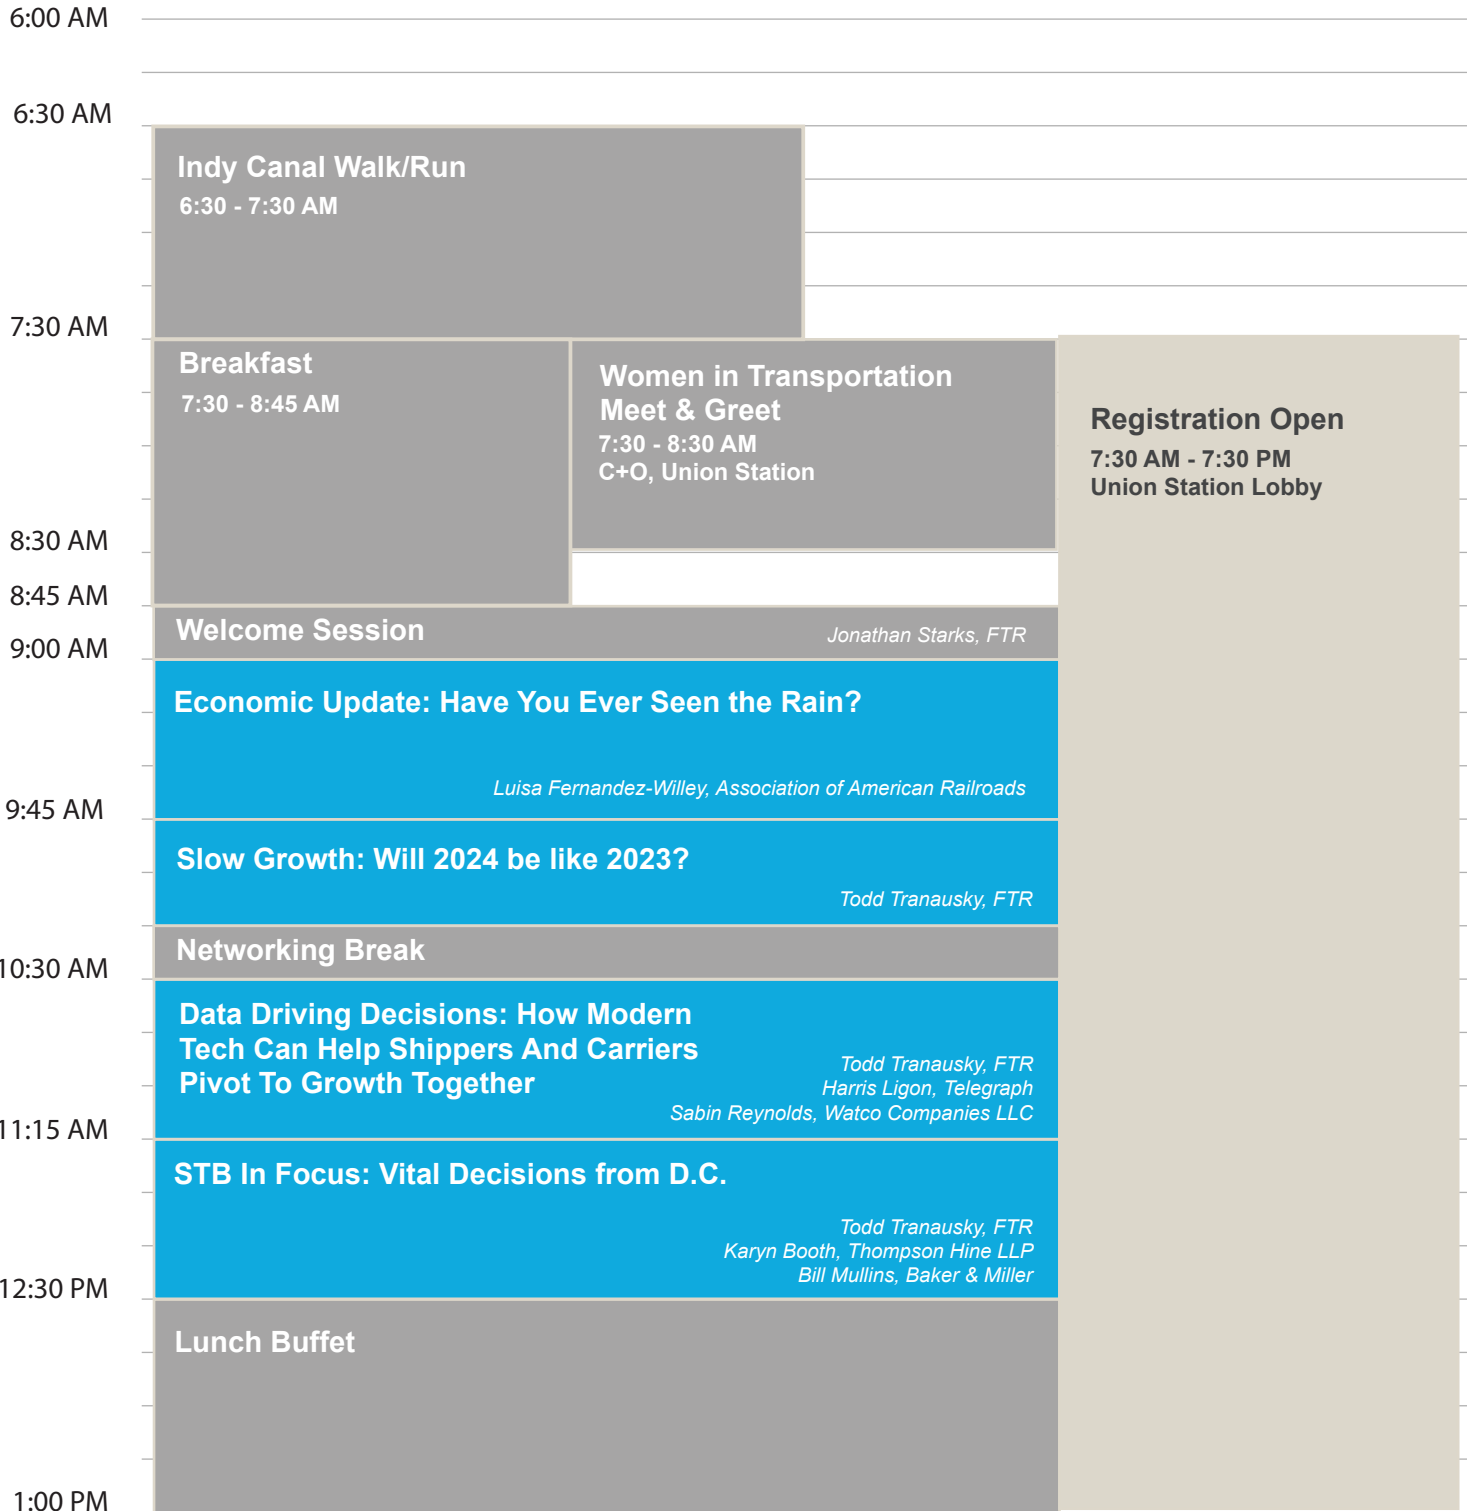 6:00 AM
6:30 AM
Indy Canal Walk/Run
6:30 - 7:30 AM
7:30 AM
Breakfast
7:30 - 8:45 AM
Women in Transportation
Meet & Greet
7:30 - 8:30 AM
C+O, Union Station
Registration Open
7:30 AM - 7:30 PM
Union Station Lobby
8:30 AM
8:45 AM
Welcome Session
Jonathan Starks, FTR
9:00 AM
Economic Update: Have You Ever Seen the Rain?
Luisa Fernandez-Willey, Association of American Railroads
9:45 AM
Slow Growth: Will 2024 be like 2023?
Todd Tranausky, FTR
Networking Break
10:30 AM
Data Driving Decisions: How Modern
Tech Can Help Shippers And Carriers
Pivot To Growth Together
Todd Tranausky, FTR
Harris Ligon, Telegraph
Sabin Reynolds, Watco Companies LLC
11:15 AM
STB In Focus: Vital Decisions from D.C.
Todd Tranausky, FTR
Karyn Booth, Thompson Hine LLP
Bill Mullins, Baker & Miller
12:30 PM
Lunch Buffet
1:00 PM